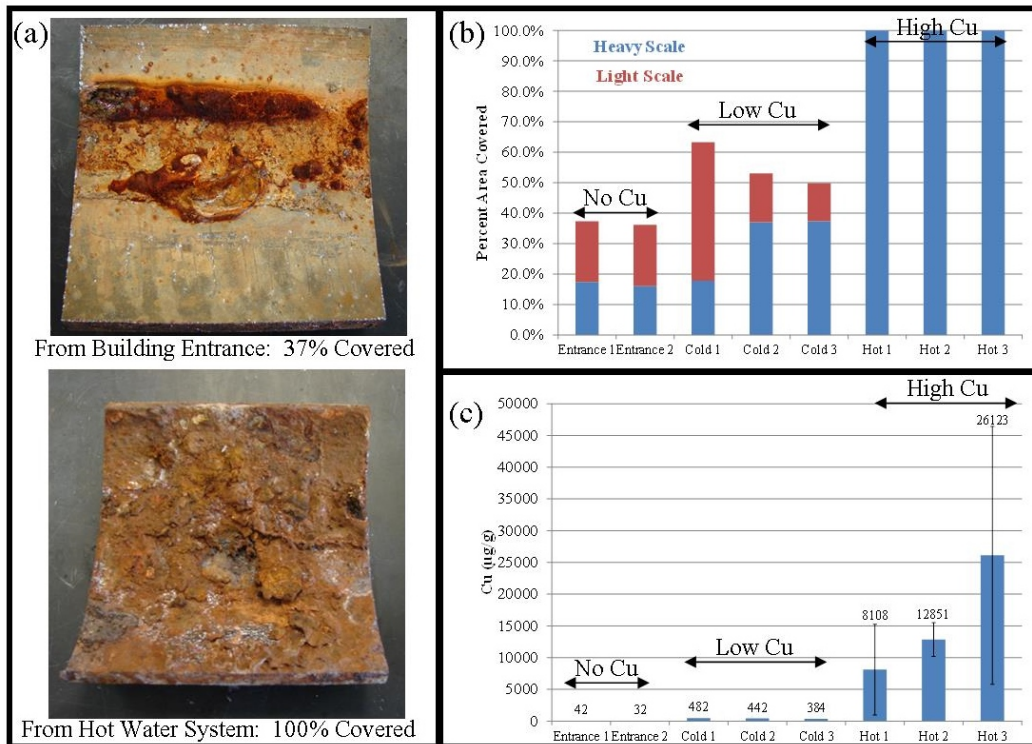 (a)
From Building Entrance: 37% Covered
From Hot Water System: 100% Covered
(b)
Heavy Scale
Light Scale
High Cu
Low Cu
No Cu
Percent Area Covered
100.0%
90.0%
80.0%
70.0%
60.0%
50.0%
40.0%
30.0%
20.0%
10.0%
0.0%
Entrance 1 Entrance 2 Cold 1 Cold 2 Cold 3 Hot 1 Hot 2 Hot 3
(c)
High Cu
Low Cu
No Cu
Cu (ug/g)
50000
45000
40000
35000
30000
25000
20000
15000
10000
5000
0
42 32 482 442 384 8108 12851 26123
Entrance 1 Entrance 2 Cold 1 Cold 2 Cold 3 Hot 1 Hot 2 Hot 3